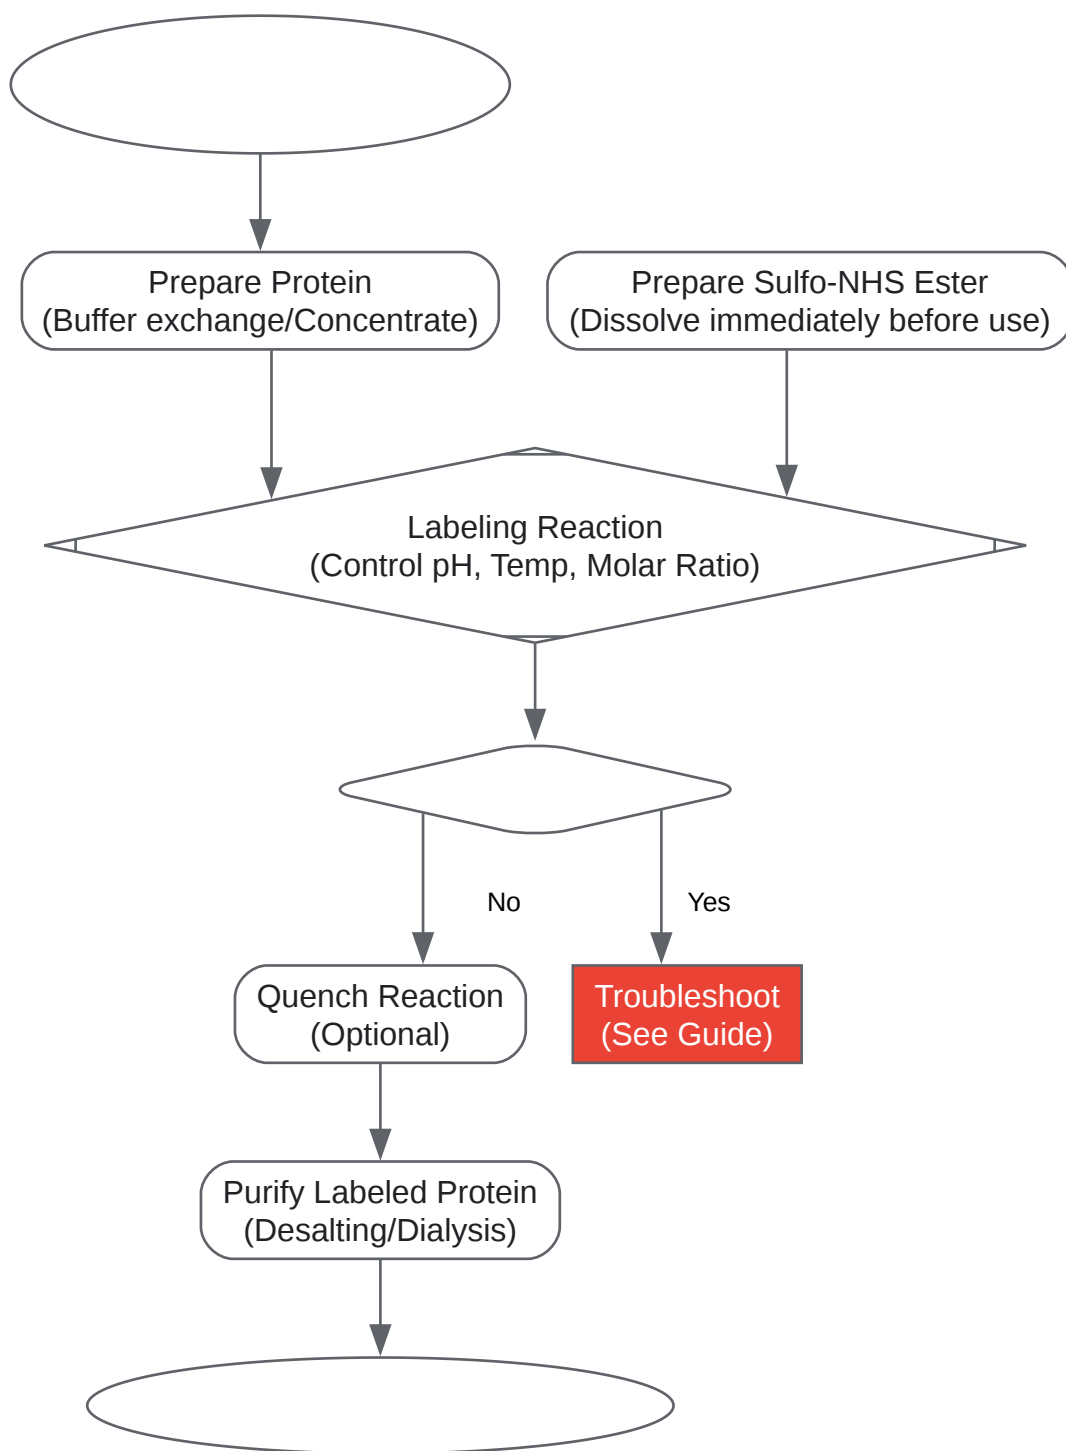 Prepare Protein
(Buffer exchange/Concentrate)
Prepare Sulfo-NHS Ester
(Dissolve immediately before use)
Labeling Reaction
(Control pH, Temp, Molar Ratio)
No
Yes
Quench Reaction
(Optional)
Troubleshoot
(See Guide)
Purify Labeled Protein
(Desalting/Dialysis)